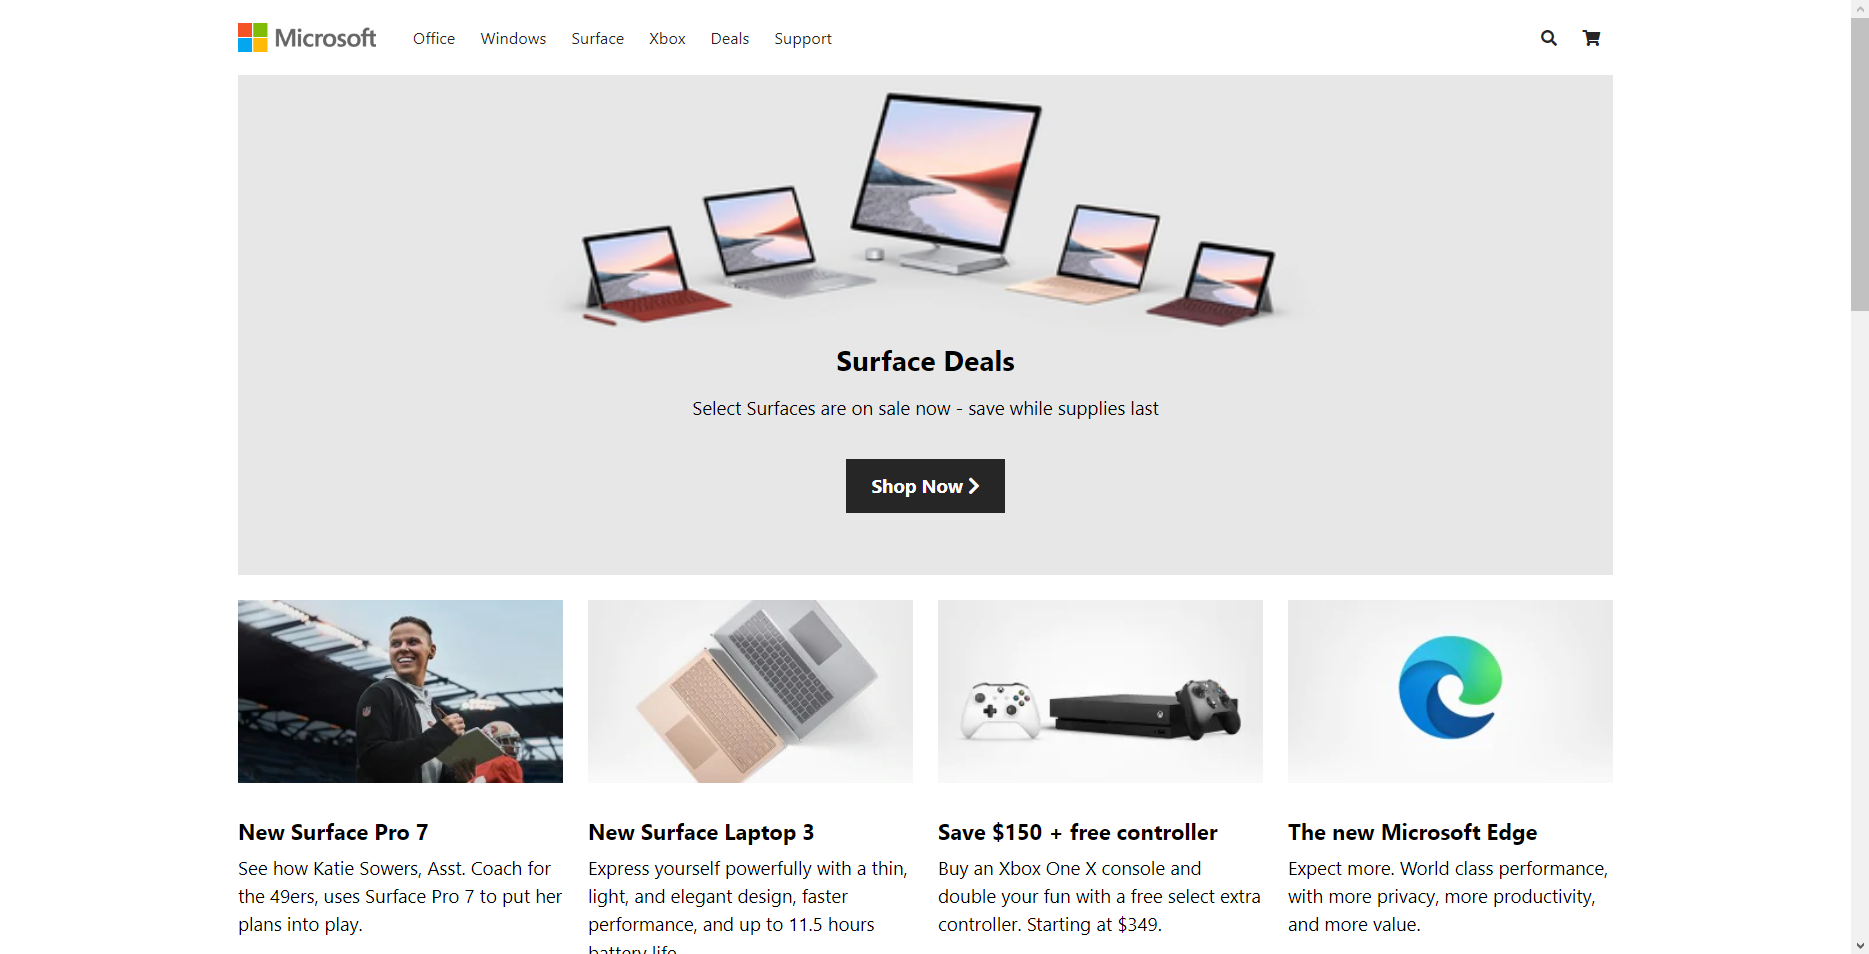 Microsoft Office Windows Surface Xbox Deals Support
Surface Deals
Select Surfaces are on sale now - save while supplies last
Shop Now
New Surface Pro 7
See how Katie Sowers, Asst. Coach for
the 49ers, uses Surface Pro 7 to put her
plans into play.
New Surface Laptop 3
Express yourself powerfully with a thin,
light, and elegant design, faster
performance, and up to 11.5 hours
battery life.
Save $150 + free controller
Buy an Xbox One X console and
double your fun with a free select extra
controller. Starting at $349.
The new Microsoft Edge
Expect more. World class performance,
with more privacy, more productivity,
and more value.